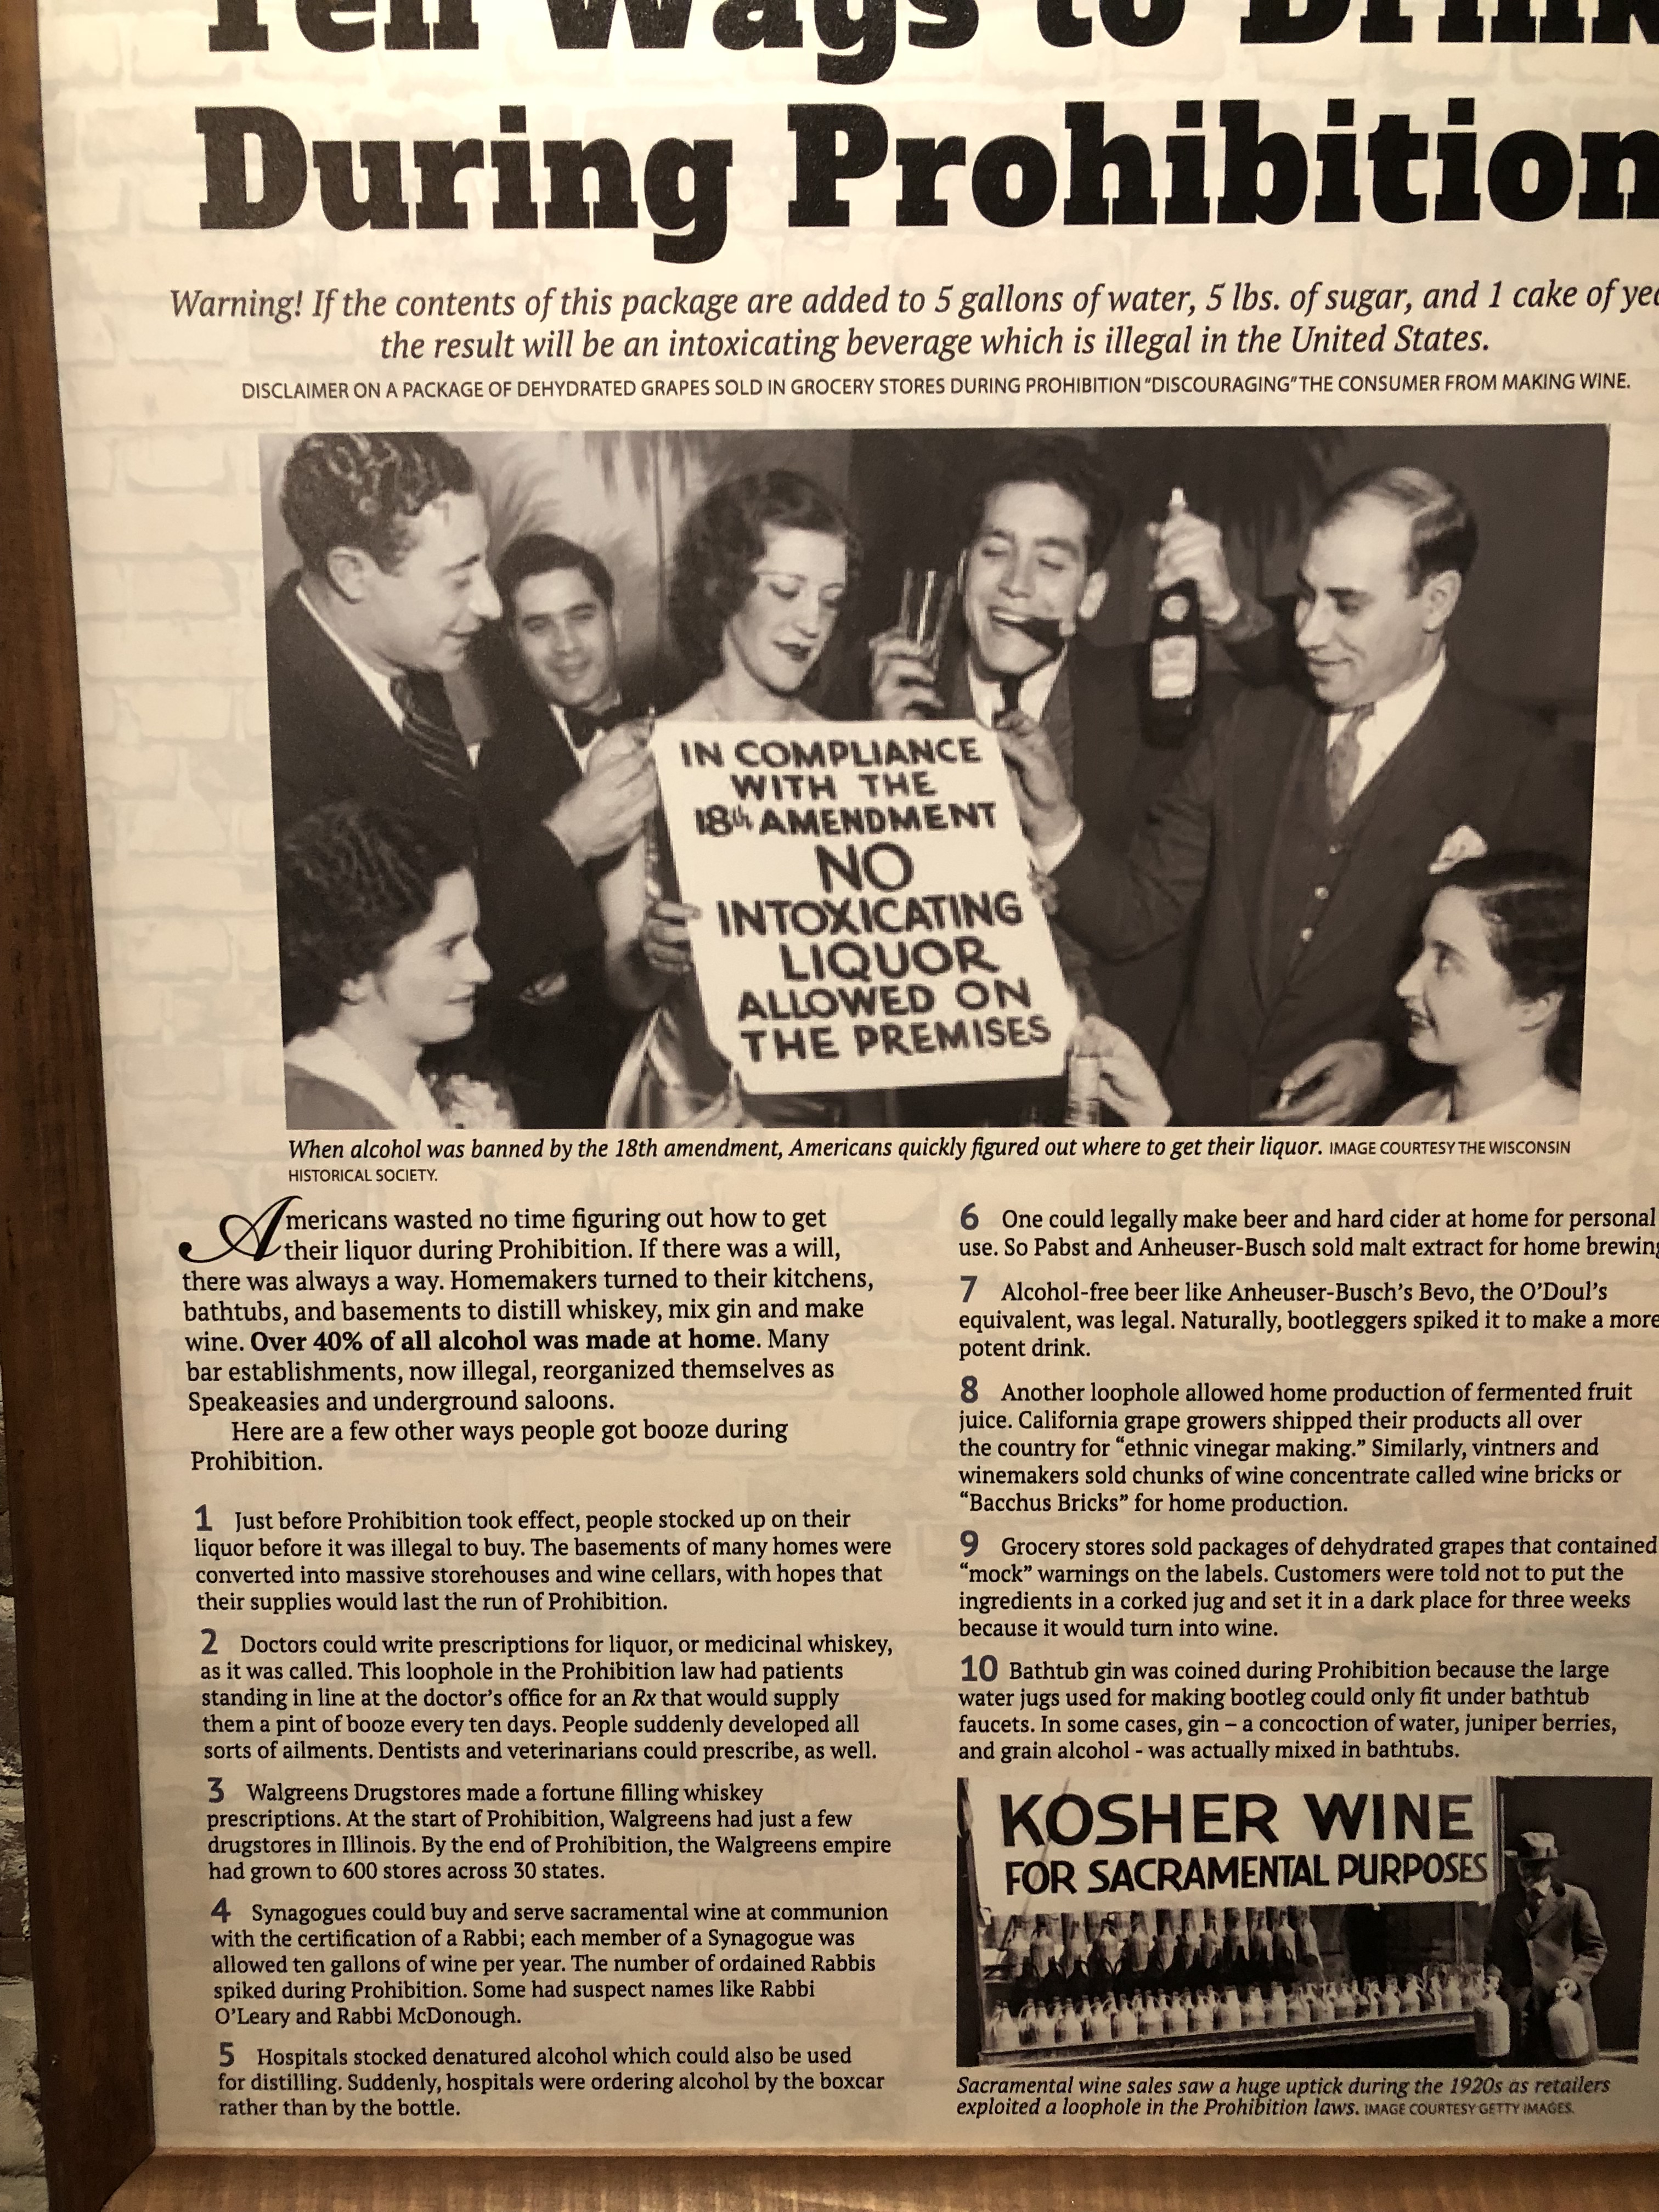 Ten Ways to Drink
During Prohibition
Warning! If the contents of this package are added to 5 gallons of water, 5 lbs. of sugar, and 1 cake of yea
the result will be an intoxicating beverage which is illegal in the United States.
DISCLAIMER ON A PACKAGE OF DEHYDRATED GRAPES SOLD IN GROCERY STORES DURING PROHIBITION "DISCOURAGING" THE CONSUMER FROM MAKING WINE.
IN COMPLIANCE
WITH THE
18th AMENDMENT
NO
INTOXICATING
LIQUOR
ALLOWED ON
THE PREMISES
When alcohol was banned by the 18th amendment, Americans quickly figured out where to get their liquor. IMAGE COURTESY THE WISCONSIN
HISTORICAL SOCIETY.
Americans wasted no time figuring out how to get
their liquor during Prohibition. If there was a will,
there was always a way. Homemakers turned to their kitchens,
bathtubs, and basements to distill whiskey, mix gin and make
wine. Over 40% of all alcohol was made at home. Many
bar establishments, now illegal, reorganized themselves as
Speakeasies and underground saloons.
Here are a few other ways people got booze during
Prohibition.
1 Just before Prohibition took effect, people stocked up on their
liquor before it was illegal to buy. The basements of many homes were
converted into massive storehouses and wine cellars, with hopes that
their supplies would last the run of Prohibition.
2 Doctors could write prescriptions for liquor, or medicinal whiskey,
as it was called. This loophole in the Prohibition law had patients
standing in line at the doctor's office for an Rx that would supply
them a pint of booze every ten days. People suddenly developed all
sorts of ailments. Dentists and veterinarians could prescribe, as well.
3 Walgreens Drugstores made a fortune filling whiskey
prescriptions. At the start of Prohibition, Walgreens had just a few
drugstores in Illinois. By the end of Prohibition, the Walgreens empire
had grown to 600 stores across 30 states.
4 Synagogues could buy and serve sacramental wine at communion
with the certification of a Rabbi; each member of a Synagogue was
allowed ten gallons of wine per year. The number of ordained Rabbis
spiked during Prohibition. Some had suspect names like Rabbi
O'Leary and Rabbi McDonough.
5 Hospitals stocked denatured alcohol which could also be used
for distilling. Suddenly, hospitals were ordering alcohol by the boxcar
rather than by the bottle.
6 One could legally make beer and hard cider at home for personal
use. So Pabst and Anheuser-Busch sold malt extract for home brewing
7 Alcohol-free beer like Anheuser-Busch's Bevo, the O'Doul's
equivalent, was legal. Naturally, bootleggers spiked it to make a more
potent drink.
8 Another loophole allowed home production of fermented fruit
juice. California grape growers shipped their products all over
the country for "ethnic vinegar making." Similarly, vintners and
winemakers sold chunks of wine concentrate called wine bricks or
"Bacchus Bricks" for home production.
9 Grocery stores sold packages of dehydrated grapes that contained
"mock" warnings on the labels. Customers were told not to put the
ingredients in a corked jug and set it in a dark place for three weeks
because it would turn into wine.
10 Bathtub gin was coined during Prohibition because the large
water jugs used for making bootleg could only fit under bathtub
faucets. In some cases, gin – a concoction of water, juniper berries,
and grain alcohol - was actually mixed in bathtubs.
KOSHER WINE
FOR SACRAMENTAL PURPOSES
Sacramental wine sales saw a huge uptick during the 1920s as retailers
exploited a loophole in the Prohibition laws. IMAGE COURTESY GETTY IMAGES.